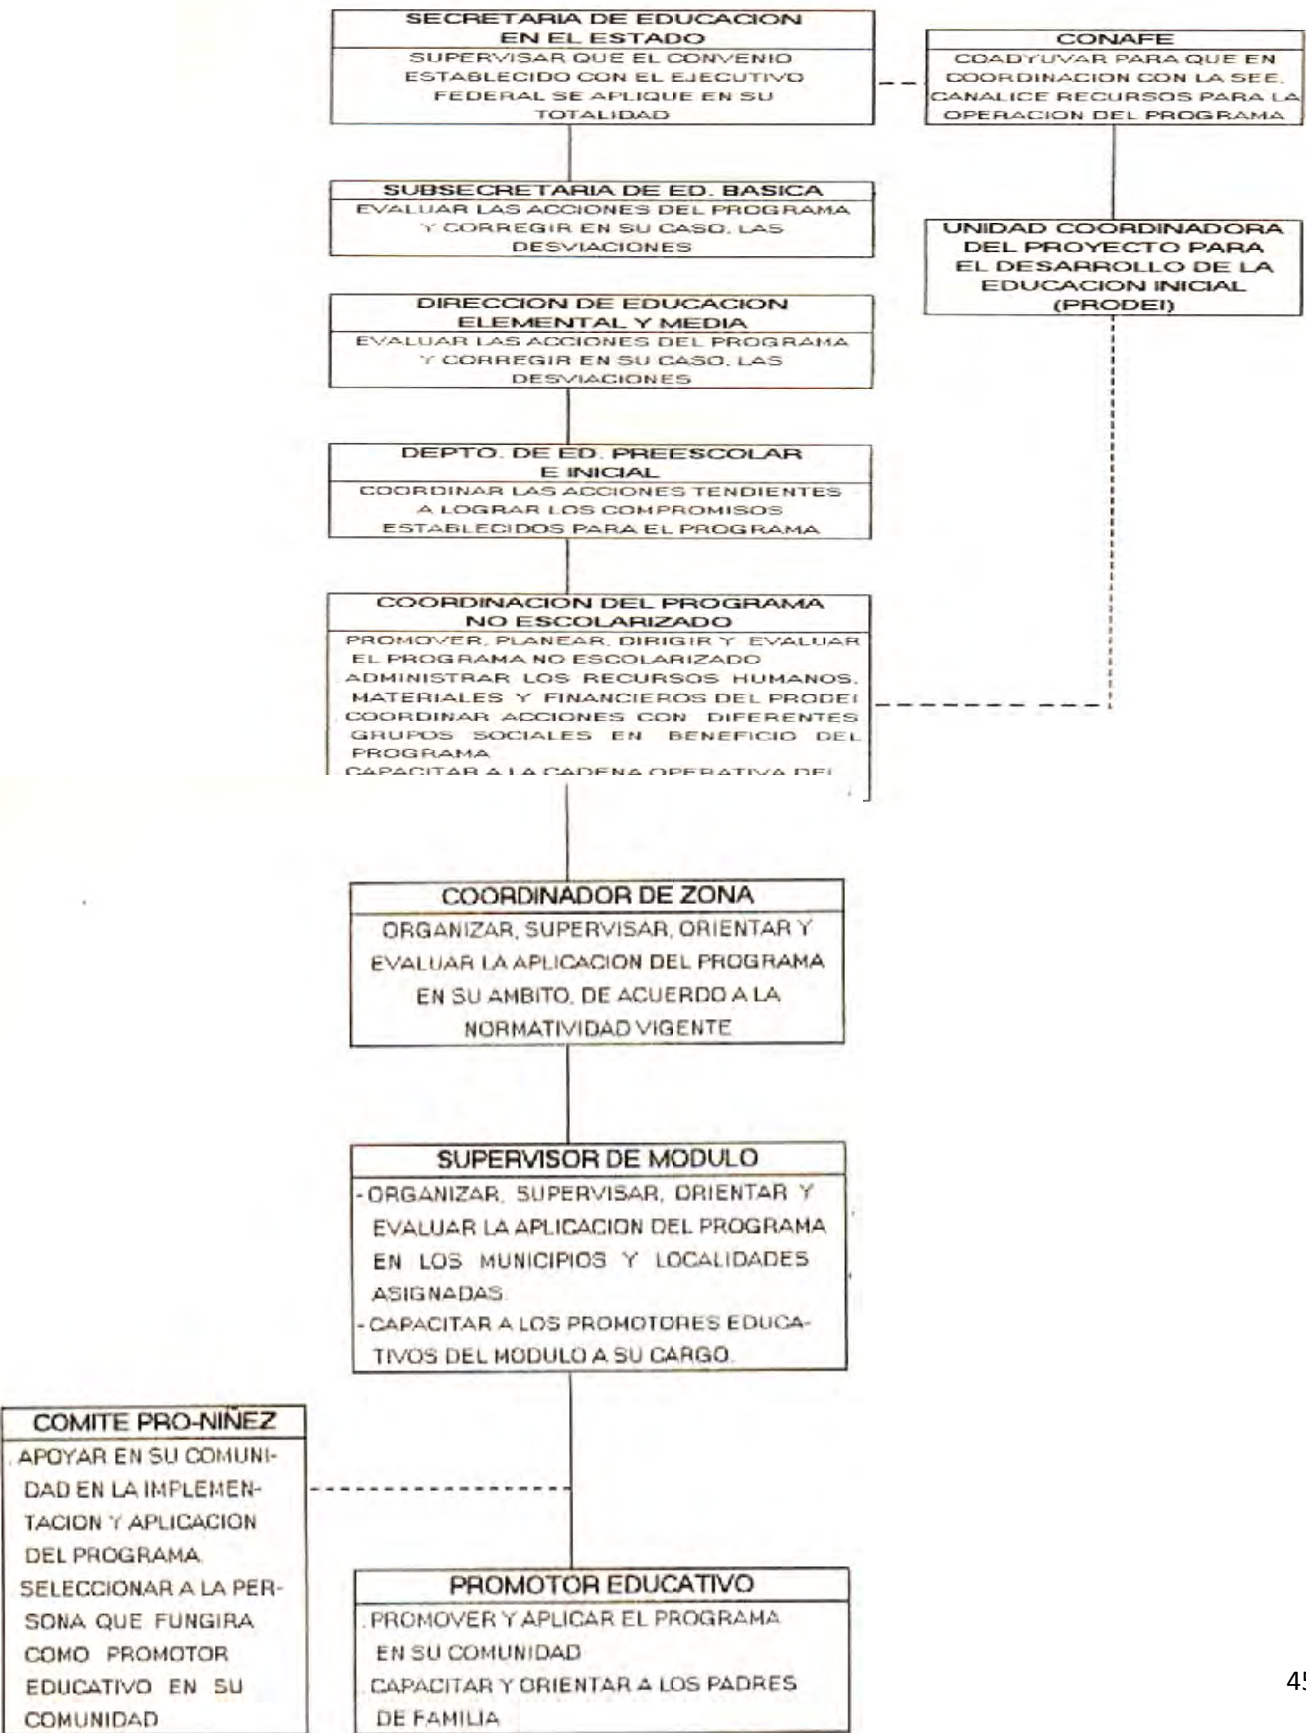 SECRETARIA DE EDUCACION
EN EL ESTADO
SUPERVISAR QUE EL CONVENIO
ESTABLECIDO CON EL EJECUTIVO
FEDERAL SE APLIQUE EN SU
TOTALIDAD
CONAFE
COADYUVAR PARA QUE EN
COORDINACION CON LA SEE,
CANALICE RECURSOS PARA LA
OPERACION DEL PROGRAMA
SUBSECRETARIA DE ED. BASICA
EVALUAR LAS ACCIONES DEL PROGRAMA
Y CORREGIR EN SU CASO, LAS
DESVIACIONES
UNIDAD COORDINADORA
DEL PROYECTO PARA
EL DESARROLLO DE LA
EDUCACION INICIAL
(PRODEI)
DIRECCION DE EDUCACION
ELEMENTAL Y MEDIA
EVALUAR LAS ACCIONES DEL PROGRAMA
Y CORREGIR EN SU CASO, LAS
DESVIACIONES
DEPTO. DE ED. PREESCOLAR
E INICIAL
COORDINAR LAS ACCIONES TENDIENTES
A LOGRAR LOS COMPROMISOS
ESTABLECIDOS PARA EL PROGRAMA
COORDINACION DEL PROGRAMA
NO ESCOLARIZADO
PROMOVER, PLANEAR, DIRIGIR Y EVALUAR
EL PROGRAMA NO ESCOLARIZADO
ADMINISTRAR LOS RECURSOS HUMANOS,
MATERIALES Y FINANCIEROS DEL PRODEI
COORDINAR ACCIONES CON DIFERENTES
GRUPOS SOCIALES EN BENEFICIO DEL
PROGRAMA
CAPACITAR A LA CADENA OPERATIVA DEL
COORDINADOR DE ZONA
ORGANIZAR, SUPERVISAR, ORIENTAR Y
EVALUAR LA APLICACION DEL PROGRAMA
EN SU AMBITO, DE ACUERDO A LA
NORMATIVIDAD VIGENTE
SUPERVISOR DE MODULO
- ORGANIZAR, SUPERVISAR, ORIENTAR Y
EVALUAR LA APLICACION DEL PROGRAMA
EN LOS MUNICIPIOS Y LOCALIDADES
ASIGNADAS.
- CAPACITAR A LOS PROMOTORES EDUCA-
TIVOS DEL MODULO A SU CARGO.
COMITE PRO-NIÑEZ
. APOYAR EN SU COMUNI-
DAD EN LA IMPLEMEN-
TACION Y APLICACION
DEL PROGRAMA.
SELECCIONAR A LA PER-
SONA QUE FUNGIRA
COMO PROMOTOR
EDUCATIVO EN SU
COMUNIDAD
PROMOTOR EDUCATIVO
. PROMOVER Y APLICAR EL PROGRAMA
EN SU COMUNIDAD
. CAPACITAR Y ORIENTAR A LOS PADRES
DE FAMILIA
45